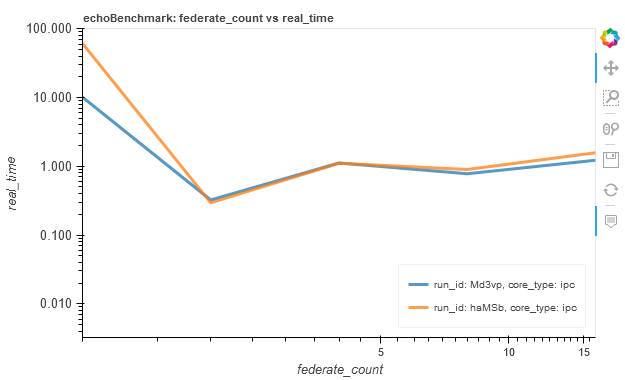 echoBenchmark: federate_count vs real_time
100.000
10.000
1.000
0.100
0.010
real_time
5
10
15
federate_count
run_id: Md3vp, core_type: ipc
run_id: haMSb, core_type: ipc